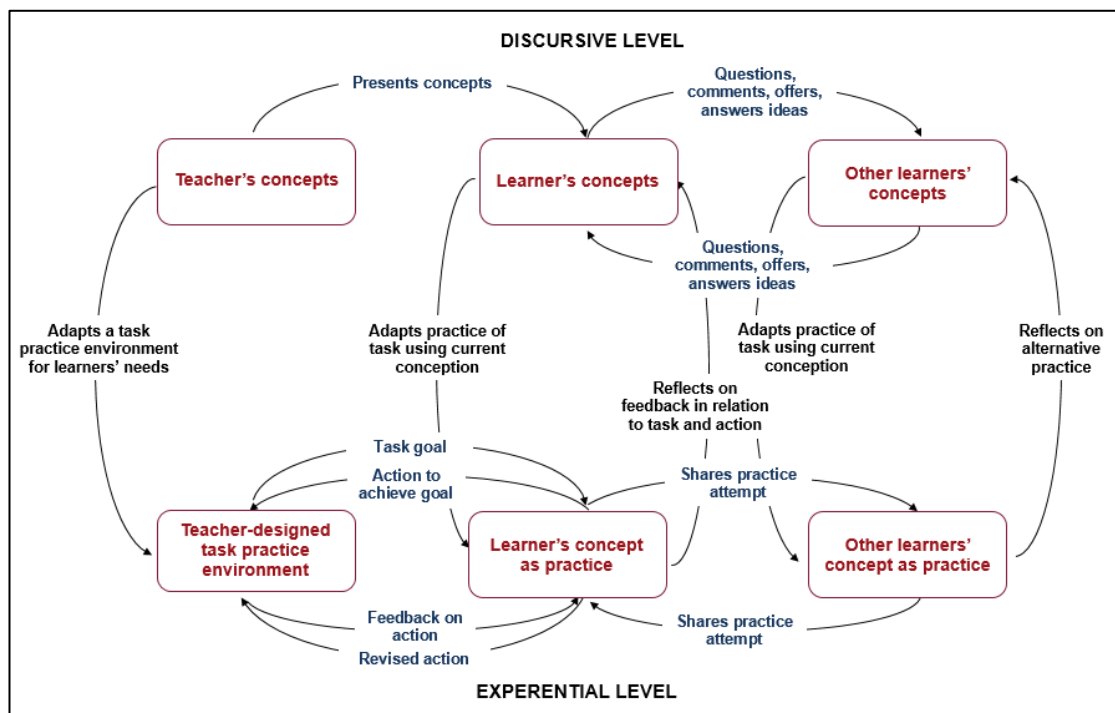 DISCURSIVE LEVEL
Presents concepts
Questions,
comments, offers,
answers ideas
Teacher's concepts
Learner's concepts
Other learners'
concepts
Questions,
comments, offers,
answers ideas
Adapts a task
practice environment
for learners' needs
Adapts practice of
task using current
conception
Adapts practice of
task using current
conception
Reflects on
alternative
practice
Reflects on
feedback in relation
to task and action
Task goal
Action to
achieve goal
Shares practice
attempt
Teacher-designed
task practice
environment
Learner's concept
as practice
Other learners'
concept as practice
Feedback on
action
Revised action
Shares practice
attempt
EXPERENTIAL LEVEL